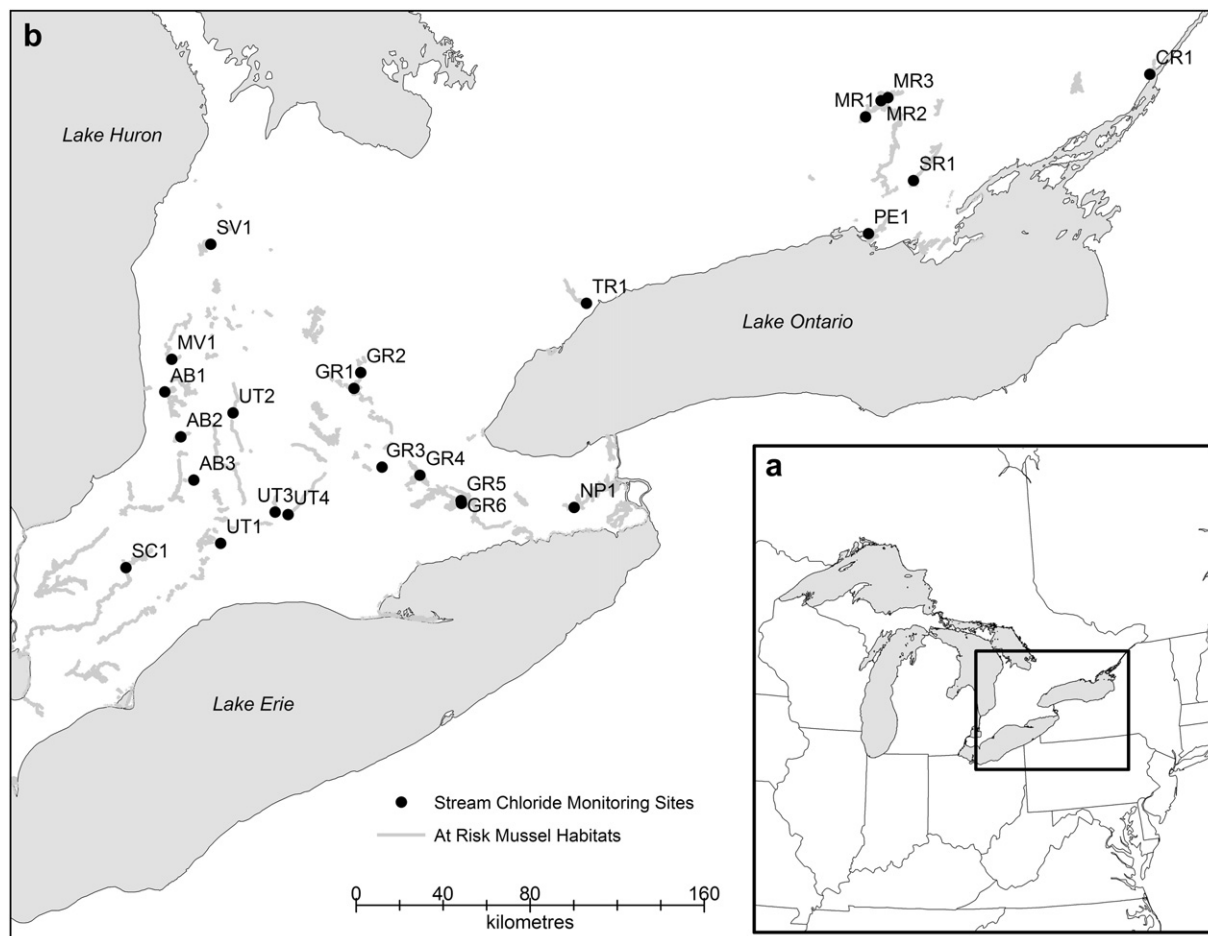 b
CR1
MR3
MR1
MR2
Lake Huron
SR1
PE1
SV1
TR1
Lake Ontario
MV1
GR2
GR1
AB1
UT2
AB2
GR3
GR4
AB3
GR5
GR6
NP1
UT3
UT4
UT1
SC1
a
Lake Erie
Stream Chloride Monitoring Sites
At Risk Mussel Habitats
0 40 80 160
kilometres